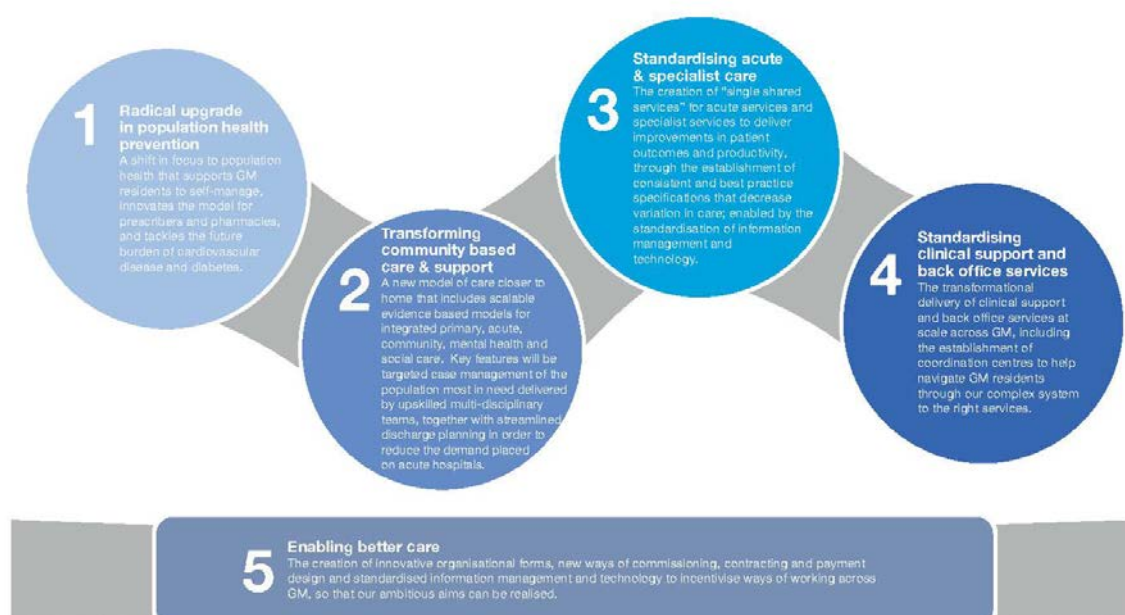 1
Radical upgrade
in population health
prevention
A shift in focus to population
health that supports GM
residents to self-manage,
innovates the model for
prescribers and pharmacies,
and tackles the future
burden of cardiovascular
disease and diabetes.
2
Transforming
community based
care & support
A new model of care closer to
home that includes scalable
evidence based models for
integrated primary, acute,
community, mental health and
social care. Key features will be
targeted case management of the
population most in need delivered
by upskilled multi-disciplinary
teams, together with streamlined
discharge planning in order to
reduce the demand placed
on acute hospitals.
3
Standardising acute
& specialist care
The creation of "single shared
services" for acute services and
specialist services to deliver
improvements in patient
outcomes and productivity,
through the establishment of
consistent and best practice
specifications that decrease
variation in care; enabled by the
standardisation of information
management and
technology.
4
Standardising
clinical support and
back office services
The transformational
delivery of clinical support
and back office services at
scale across GM, including
the establishment of
coordination centres to help
navigate GM residents
through our complex system
to the right services.
5
Enabling better care
The creation of innovative organisational forms, new ways of commissioning, contracting and payment
design and standardised information management and technology to incentivise ways of working across
GM, so that our ambitious aims can be realised.